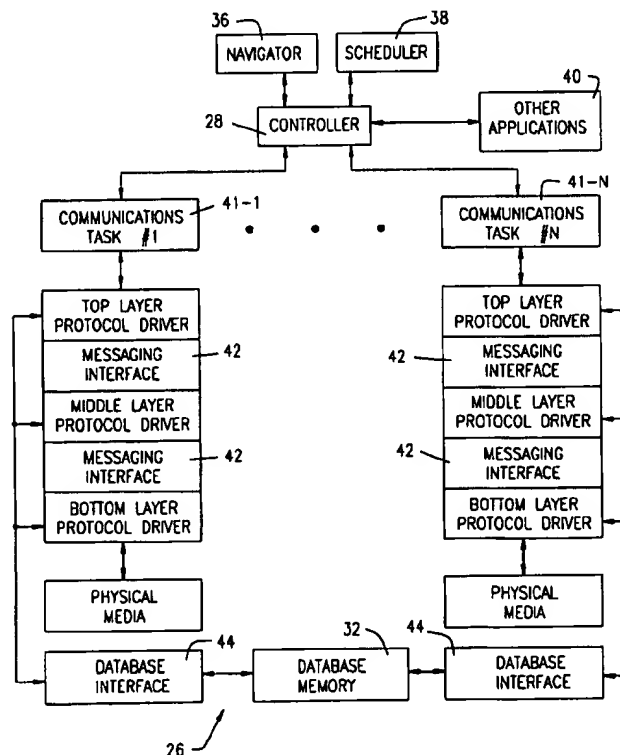 36
38
NAVIGATOR
SCHEDULER
40
28
CONTROLLER
OTHER
APPLICATIONS
41-1
41-N
COMMUNICATIONS
TASK #1
COMMUNICATIONS
TASK #N
TOP LAYER
PROTOCOL DRIVER
42
MESSAGING
INTERFACE
MIDDLE LAYER
PROTOCOL DRIVER
42
MESSAGING
INTERFACE
BOTTOM LAYER
PROTOCOL DRIVER
PHYSICAL
MEDIA
TOP LAYER
PROTOCOL DRIVER
42
MESSAGING
INTERFACE
MIDDLE LAYER
PROTOCOL DRIVER
42
MESSAGING
INTERFACE
BOTTOM LAYER
PROTOCOL DRIVER
PHYSICAL
MEDIA
44
32
44
DATABASE
INTERFACE
DATABASE
MEMORY
DATABASE
INTERFACE
26